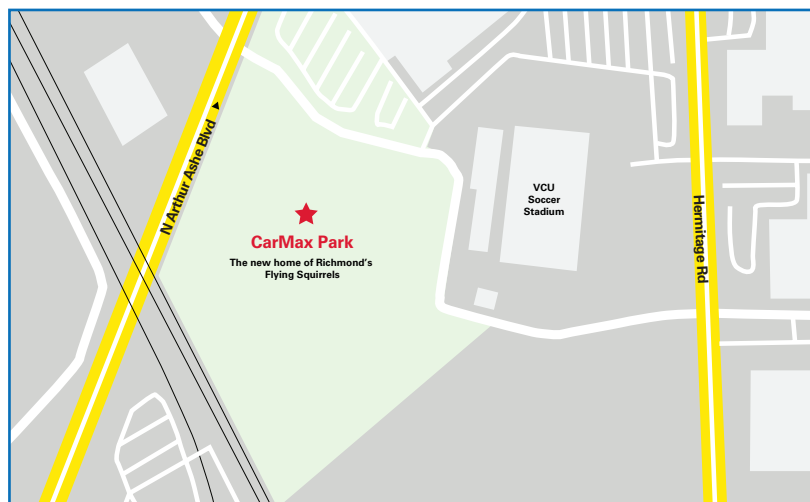 N Arthur Ashe Blvd
VCU
Soccer
Stadium
CarMax Park
The new home of Richmond's
Flying Squirrels
Hermitage Rd